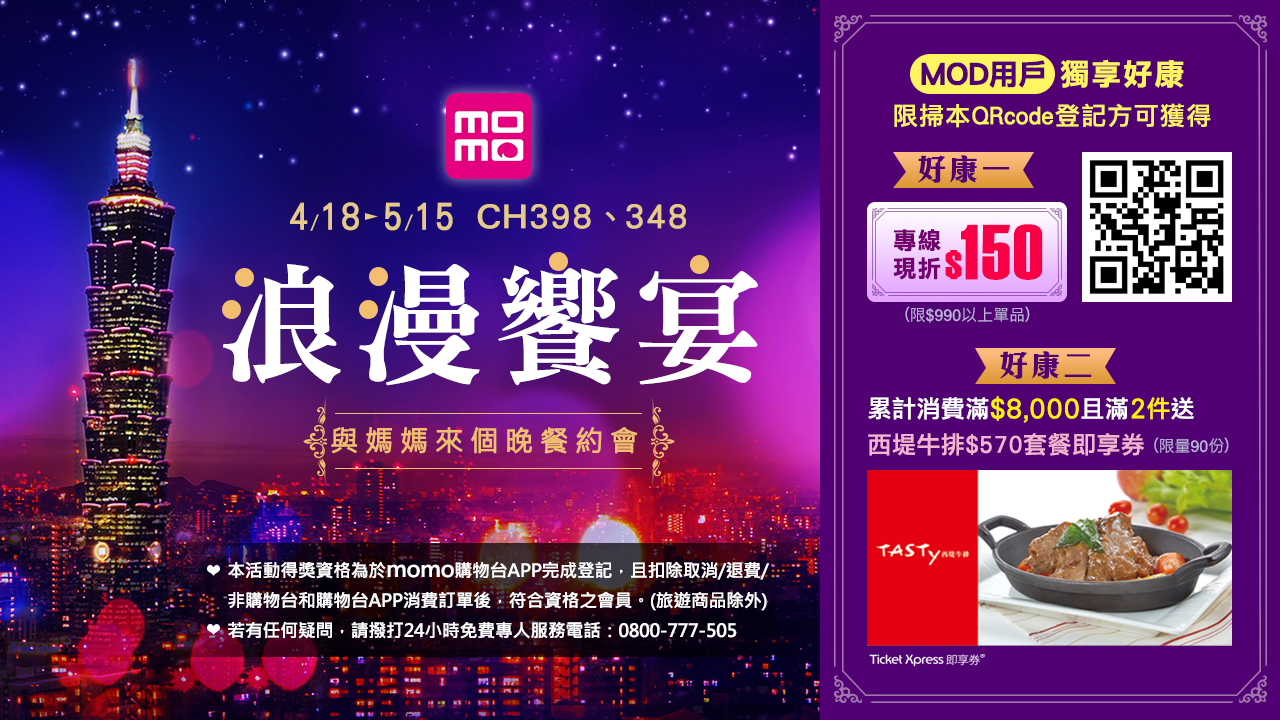 momo
4/18-5/15 CH398、348
浪漫饗宴
與媽媽來個晚餐約會
❤ 本活動得獎資格為於momo購物台APP完成登記，且扣除取消/退費/
非購物台和購物台APP消費訂單後，符合資格之會員。(旅遊商品除外)
❤ 若有任何疑問，請撥打24小時免費專人服務電話：0800-777-505
MOD用戶 獨享好康
限掃本QRcode登記方可獲得
好康一
專線
現折 $150
（限$990以上單品）
好康二
累計消費滿$8,000且滿2件送
西堤牛排$570套餐即享券（限量90份）
TASTy 西堤牛排
Ticket Xpress 即享券®